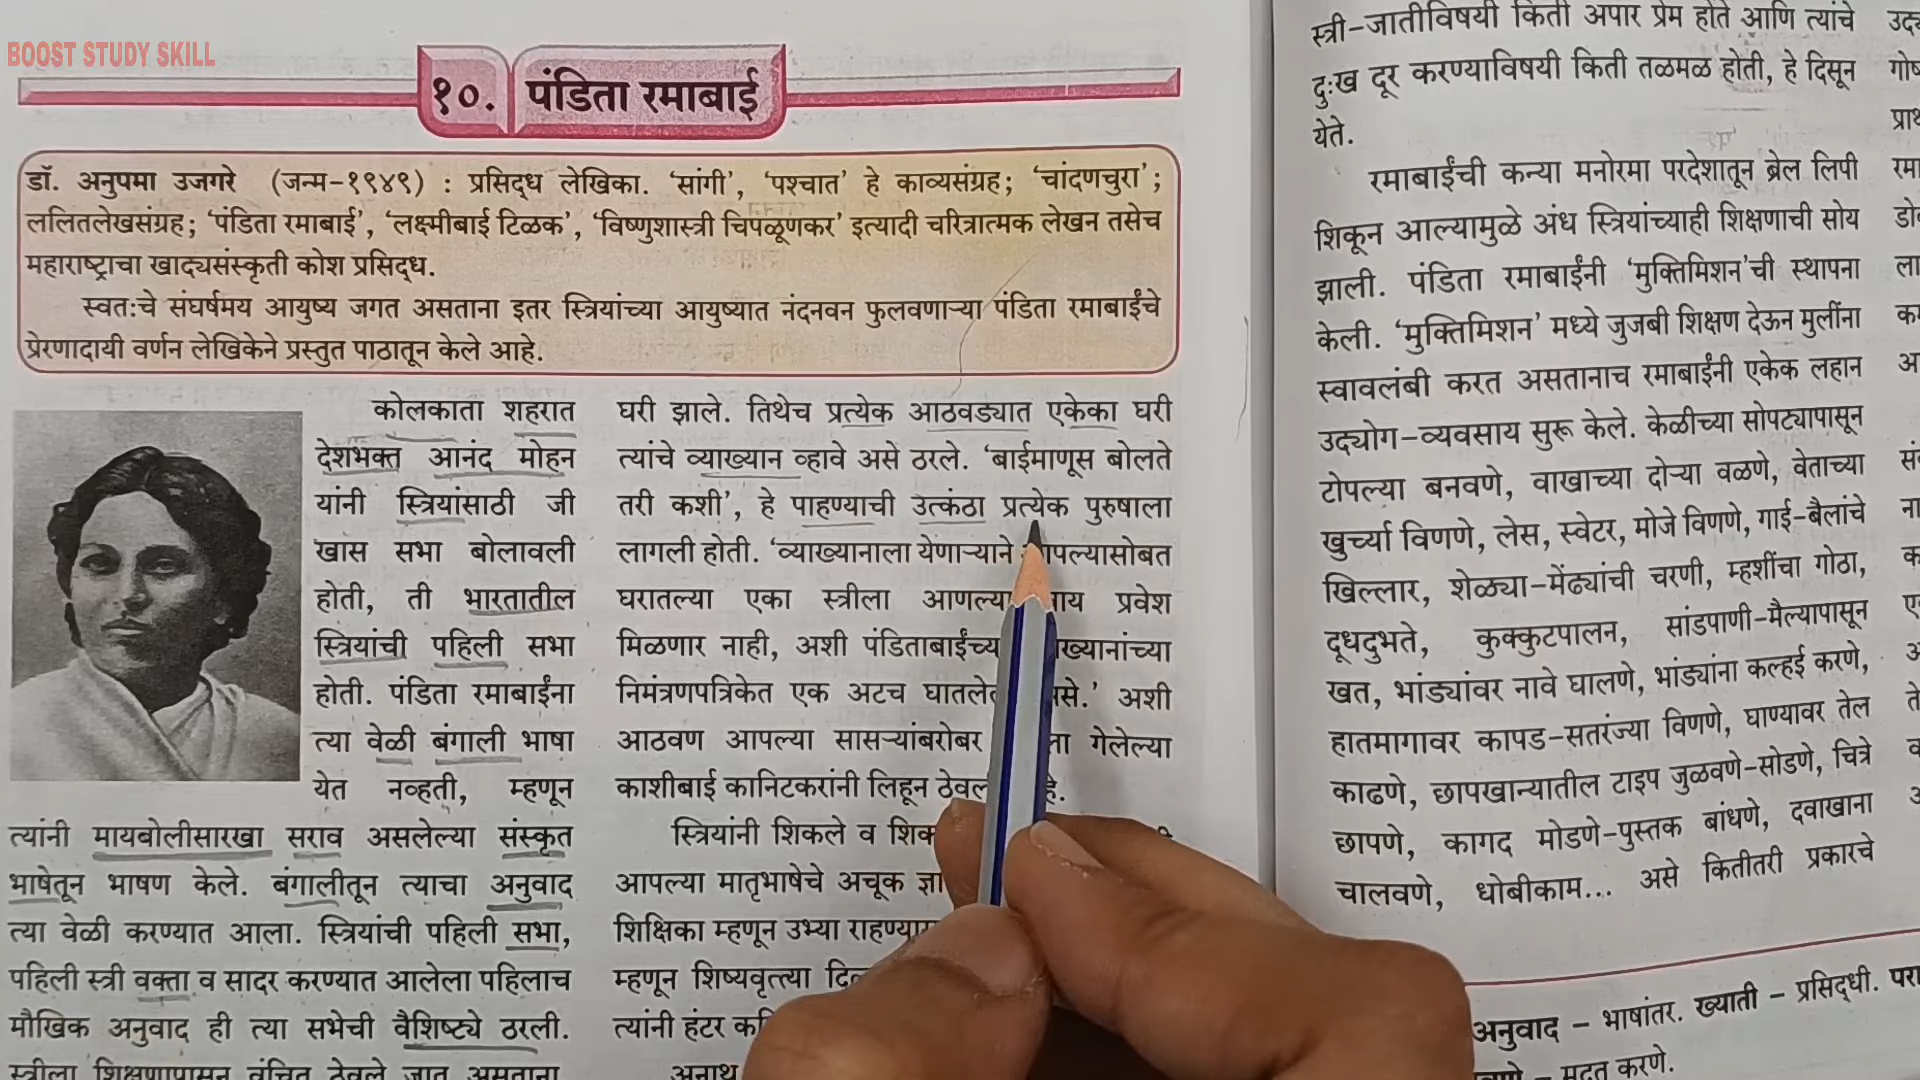 BOOST STUDY SKILL
१०. पंडिता रमाबाई
डॉ. अनुपमा उजगरे (जन्म-१९४९) : प्रसिद्ध लेखिका. ‘सांगी’, ‘पश्चात’ हे काव्यसंग्रह; ‘चांदणचुरा’;
ललितलेखसंग्रह; ‘पंडिता रमाबाई’, ‘लक्ष्मीबाई टिळक’, ‘विष्णुशास्त्री चिपळूणकर’ इत्यादी चरित्रात्मक लेखन तसेच
महाराष्ट्राचा खाद्यसंस्कृती कोश प्रसिद्ध.
स्वतःचे संघर्षमय आयुष्य जगत असताना इतर स्त्रियांच्या आयुष्यात नंदनवन फुलवणाऱ्या पंडिता रमाबाईंचे
प्रेरणादायी वर्णन लेखिकेने प्रस्तुत पाठातून केले आहे.
कोलकाता शहरात
देशभक्त आनंद मोहन
यांनी स्त्रियांसाठी जी
खास सभा बोलावली
होती, ती भारतातील
स्त्रियांची पहिली सभा
होती. पंडिता रमाबाईंना
त्या वेळी बंगाली भाषा
येत नव्हती, म्हणून
त्यांनी मायबोलीसारखा सराव असलेल्या संस्कृत
भाषेतून भाषण केले. बंगालीतून त्याचा अनुवाद
त्या वेळी करण्यात आला. स्त्रियांची पहिली सभा,
पहिली स्त्री वक्ता व सादर करण्यात आलेला पहिलाच
मौखिक अनुवाद ही त्या सभेची वैशिष्ट्ये ठरली.
स्त्रीला शिक्षणापासून वंचित ठेवले जात असताना
घरी झाले. तिथेच प्रत्येक आठवड्यात एकेका घरी
त्यांचे व्याख्यान व्हावे असे ठरले. ‘बाईमाणूस बोलते
तरी कशी’, हे पाहण्याची उत्कंठा प्रत्येक पुरुषाला
लागली होती. ‘व्याख्यानाला येणाऱ्याने आपल्यासोबत
घरातल्या एका स्त्रीला प्रवेश
मिळणार नाही, अशी
निमंत्रणपत्रिकेत एक अटच अशी
आठवण आपल्या सासऱ्यांबरोबर गेलेल्या
काशीबाई कानिटकरांनी लिहून
स्त्रियांनी शिकले व
आपल्या मातृभाषेचे अचूक
शिक्षिका म्हणून उभ्या
म्हणून शिष्यवृत्त्या
त्यांनी हंटर
अनाथ
स्त्री-जातीविषयी किती अपार प्रेम होते आणि त्यांचे
दुःख दूर करण्याविषयी किती तळमळ होती, हे दिसून
येते.
रमाबाईंची कन्या मनोरमा परदेशातून ब्रेल लिपी
शिकून आल्यामुळे अंध स्त्रियांच्याही शिक्षणाची सोय
झाली. पंडिता रमाबाईंनी ‘मुक्तिमिशन’ची स्थापना
केली. ‘मुक्तिमिशन’ मध्ये जुजबी शिक्षण देऊन मुलींना
स्वावलंबी करत असतानाच रमाबाईंनी एकेक लहान
उद्योग-व्यवसाय सुरू केले. केळीच्या सोपट्यापासून
टोपल्या बनवणे, वाखाच्या दोऱ्या वळणे, वेताच्या
खुर्च्या विणणे, लेस, स्वेटर, मोजे विणणे, गाई-बैलांचे
खिल्लार, शेळ्या-मेंढ्यांची चरणी, म्हशींचा गोठा,
दूधदुभते, कुक्कुटपालन, सांडपाणी-मैल्यापासून
खत, भांड्यांवर नावे घालणे, भांड्यांना कल्हई करणे,
हातमागावर कापड-सतरंज्या विणणे, घाण्यावर तेल
काढणे, छापखान्यातील टाइप जुळवणे-सोडणे, चित्रे
छापणे, कागद मोडणे-पुस्तक बांधणे, दवाखाना
चालवणे, धोबीकाम... असे कितीतरी प्रकारचे
अनुवाद - भाषांतर. ख्याती - प्रसिद्धी.
- मदत करणे.